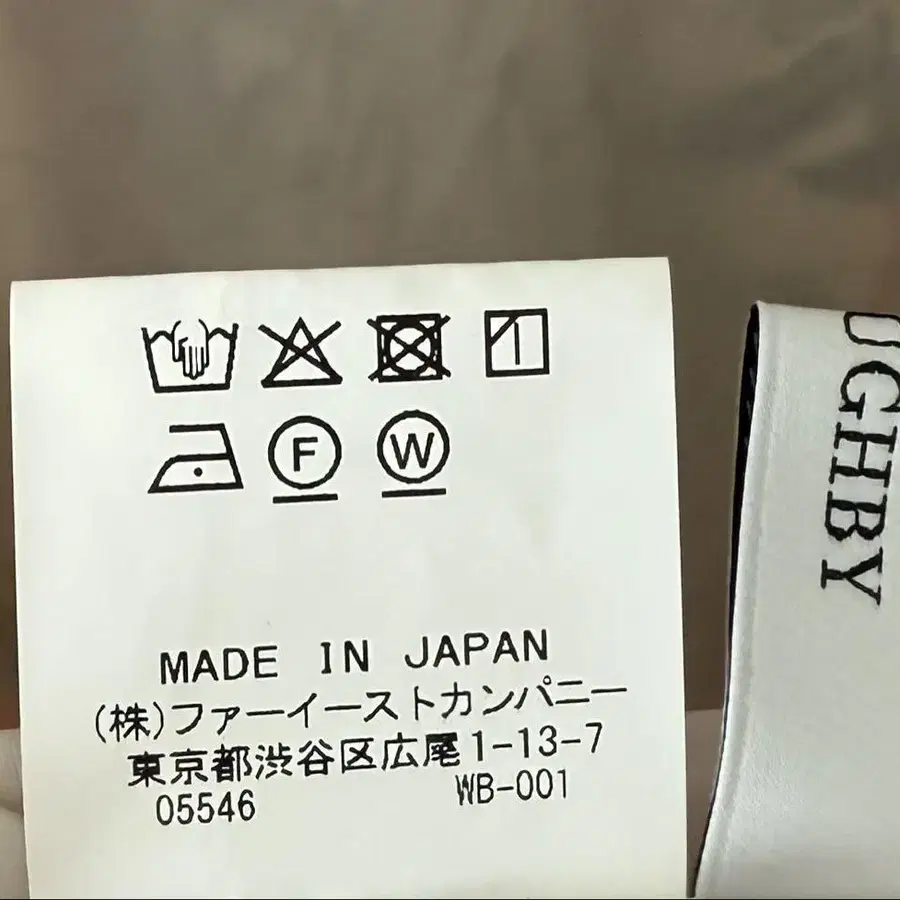 F W
MADE IN JAPAN
(株)ファーイーストカンパニー
東京都渋谷区広尾1-13-7
05546 WB-001
UGHBY